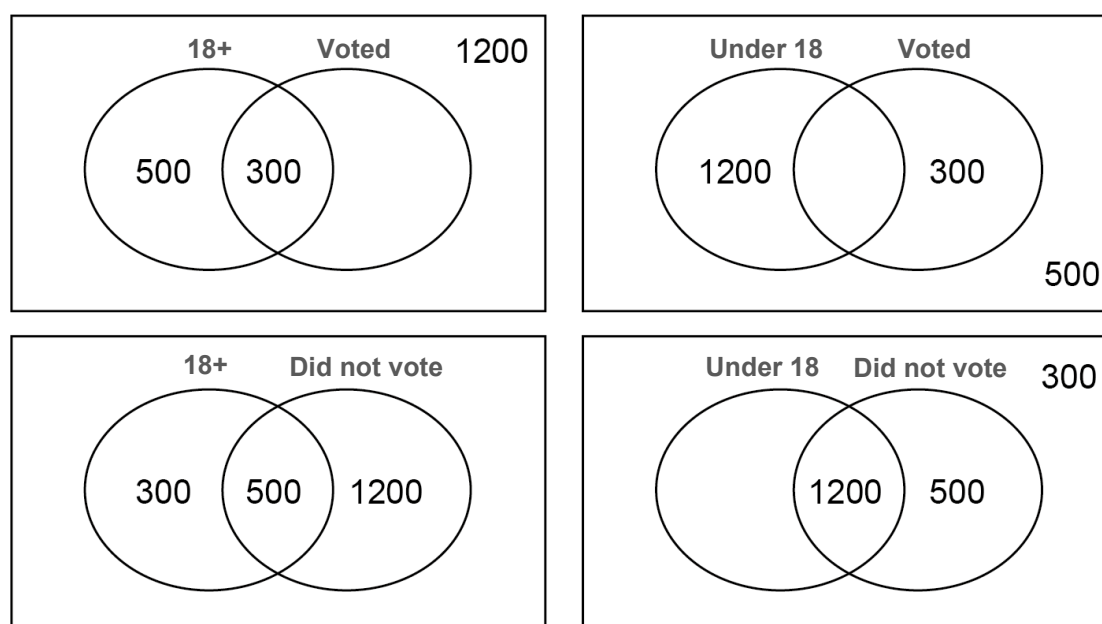 18+ Voted 1200
500 300
Under 18 Voted
1200 300
500
18+ Did not vote
300 500 1200
Under 18 Did not vote 300
1200 500